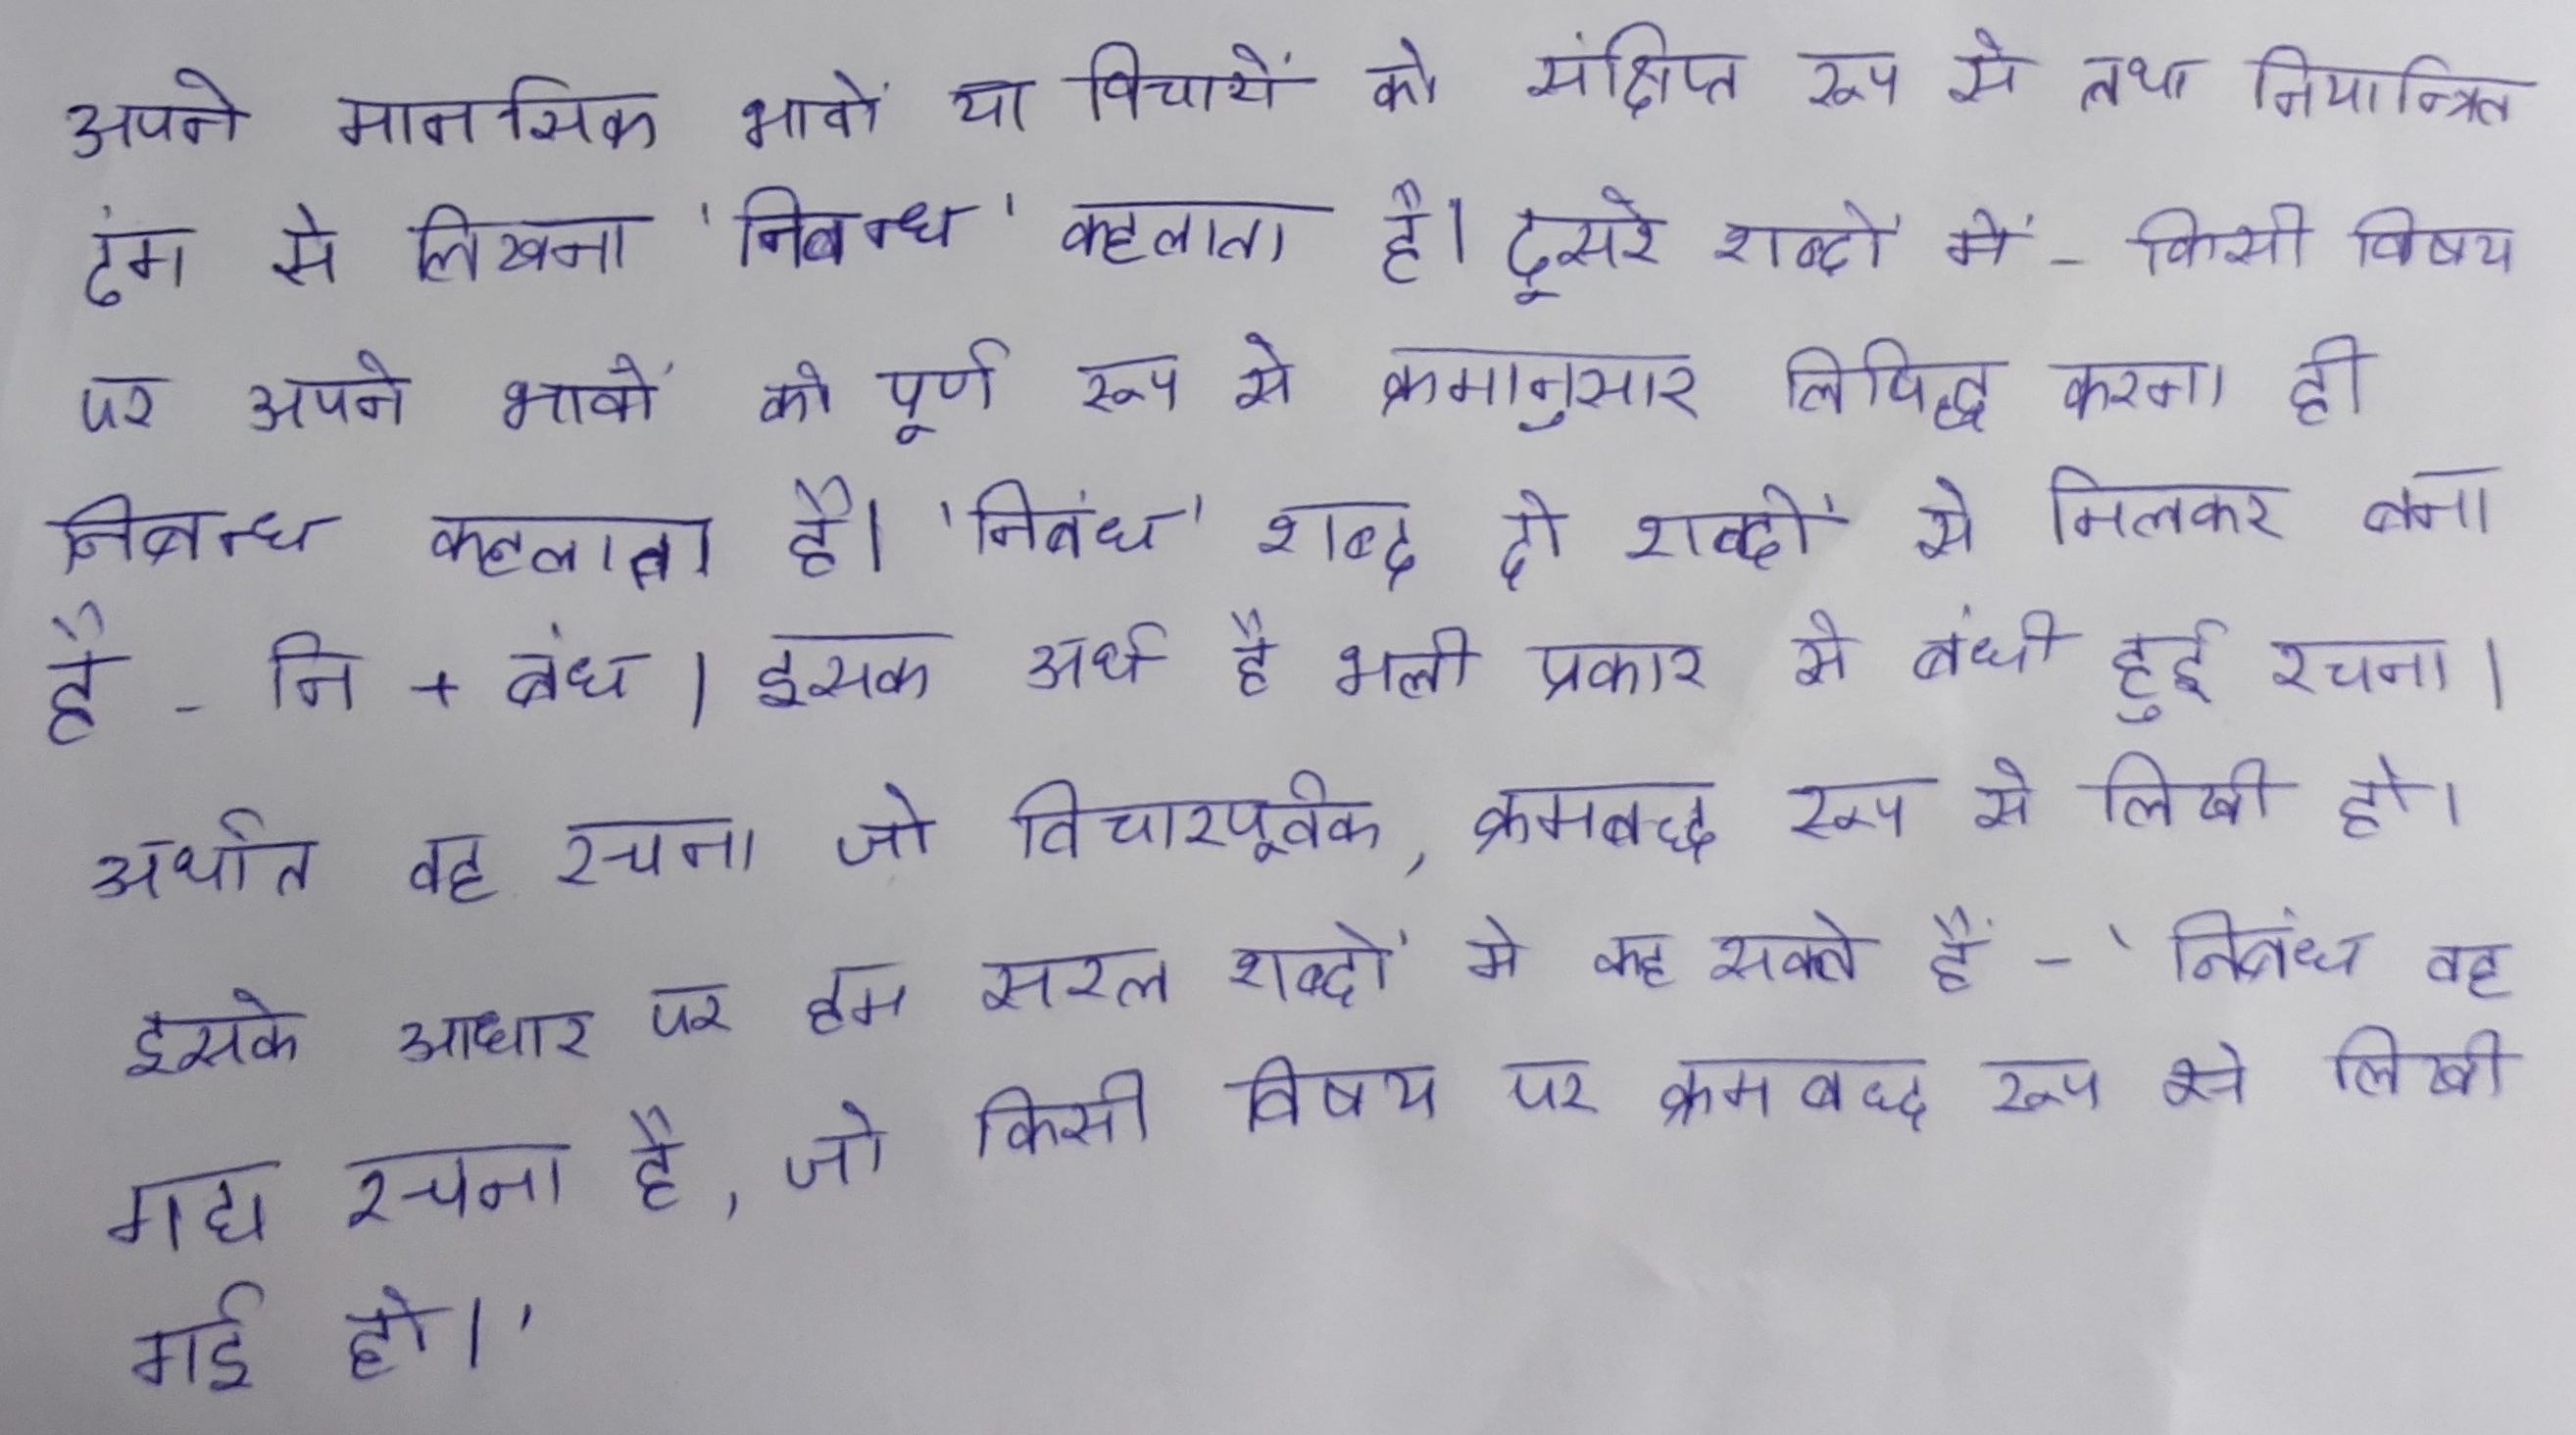 अपने मानसिक भावों या विचारों को संक्षिप्त रूप से तथा नियान्त्रित
ढंग से लिखना 'निबन्ध' कहलाता है। दूसरे शब्दों में - किसी विषय
पर अपने भावों को पूर्ण रूप से क्रमानुसार लिपिद्ध करना ही
निबन्ध कहलाता है। 'निबंध' शब्द दो शब्दों से मिलकर बना
है - नि + बंध। इसक अर्थ है भली प्रकार से बंधी हुई रचना।
अर्थात वह रचना जो विचारपूर्वक, क्रमबद्ध रूप से लिखी हो।
इसके आधार पर हम सरल शब्दों मे कह सकते हैं - 'निबंध वह
गद्य रचना है, जो किसी विषय पर क्रमबद्ध रूप से लिखी
गई हो।'